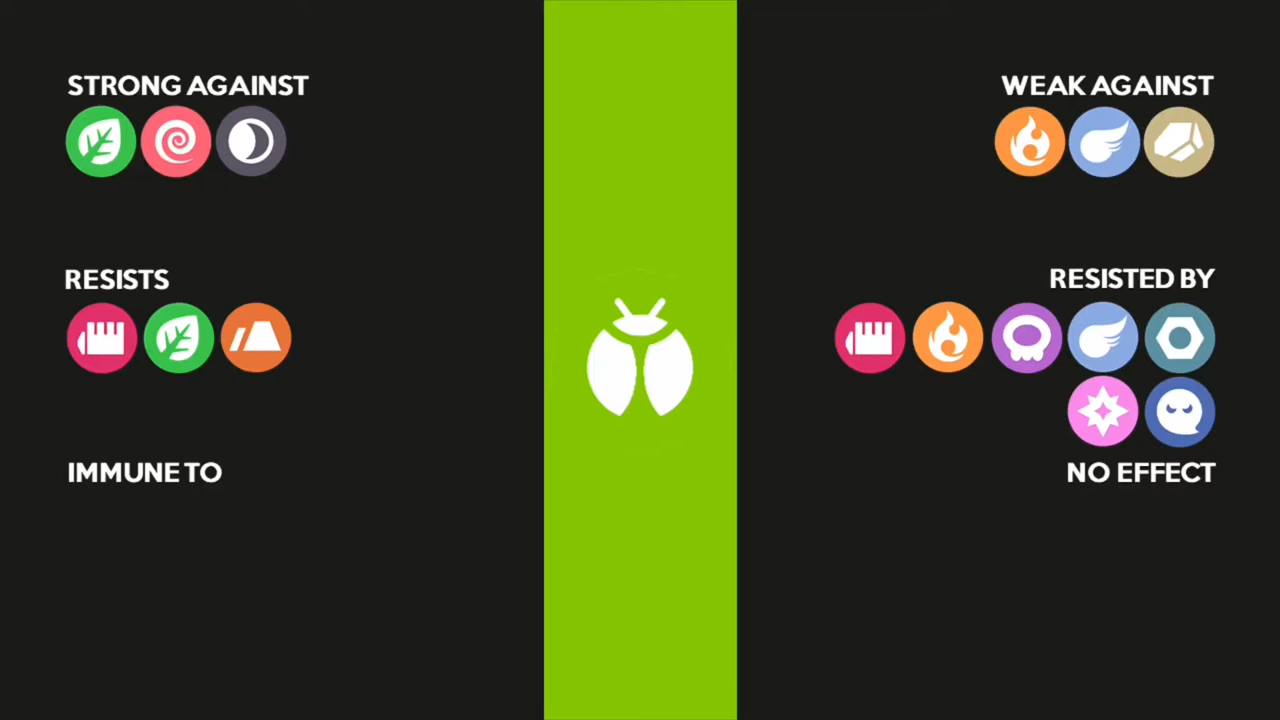 STRONG AGAINST
WEAK AGAINST
RESISTS
RESISTED BY
IMMUNE TO
NO EFFECT